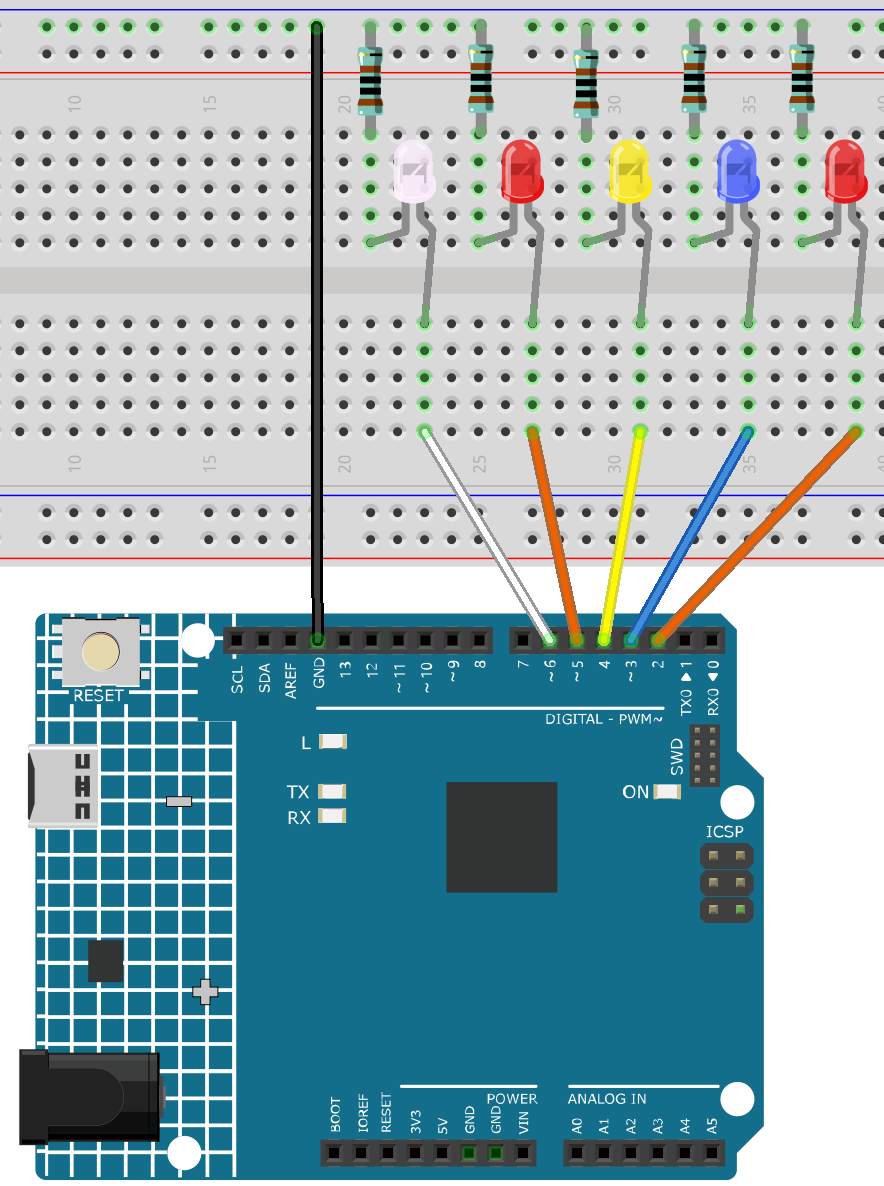 10 15 20 25 30 35 40
10 15 20 25 30 35 40
SCL SDA AREF GND 13 12 ~11 ~10 ~9 8 7 ~6 ~5 4 ~3 2 TX0 ▶ 1 RX0 ◀ 0
RESET
DIGITAL - PWM~
L
SWD
TX
ON
RX
ICSP
POWER
ANALOG IN
BOOT IOREF RESET 3V3 5V GND GND VIN A0 A1 A2 A3 A4 A5